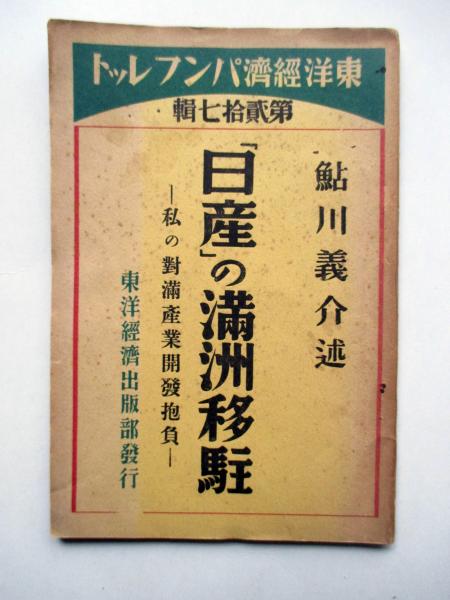 東洋經濟パンフレット
第貳拾七輯
鮎川義介述
「日産」の滿洲移駐
―私の對滿產業開發抱負―
東洋經濟出版部發行